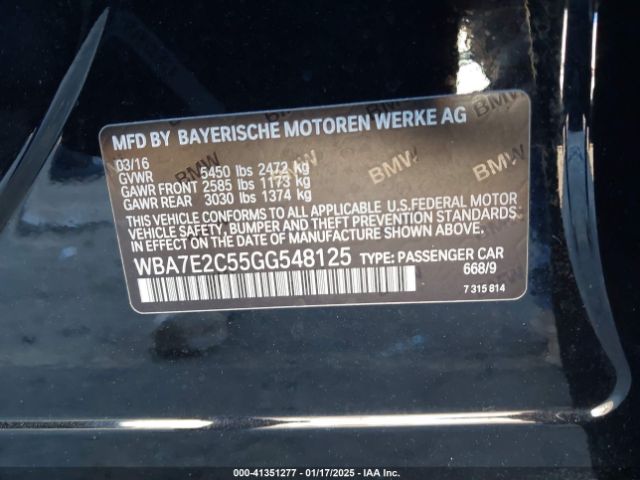 MFD BY BAYERISCHE MOTOREN WERKE AG
03/16
GVWR 5450 lbs 2472 kg
GAWR FRONT 2585 lbs 1173 kg
GAWR REAR 3030 lbs 1374 kg
THIS VEHICLE CONFORMS TO ALL APPLICABLE U.S.FEDERAL MOTOR
VEHICLE SAFETY, BUMPER AND THEFT PREVENTION STANDARDS IN
EFFECT ON THE DATE OF MANUFACTURE SHOWN ABOVE.
WBA7E2C55GG548125 TYPE: PASSENGER CAR
668/9
7 315 814
BMW BMW BMW
000-41351277 - 01/17/2025 - IAA Inc.